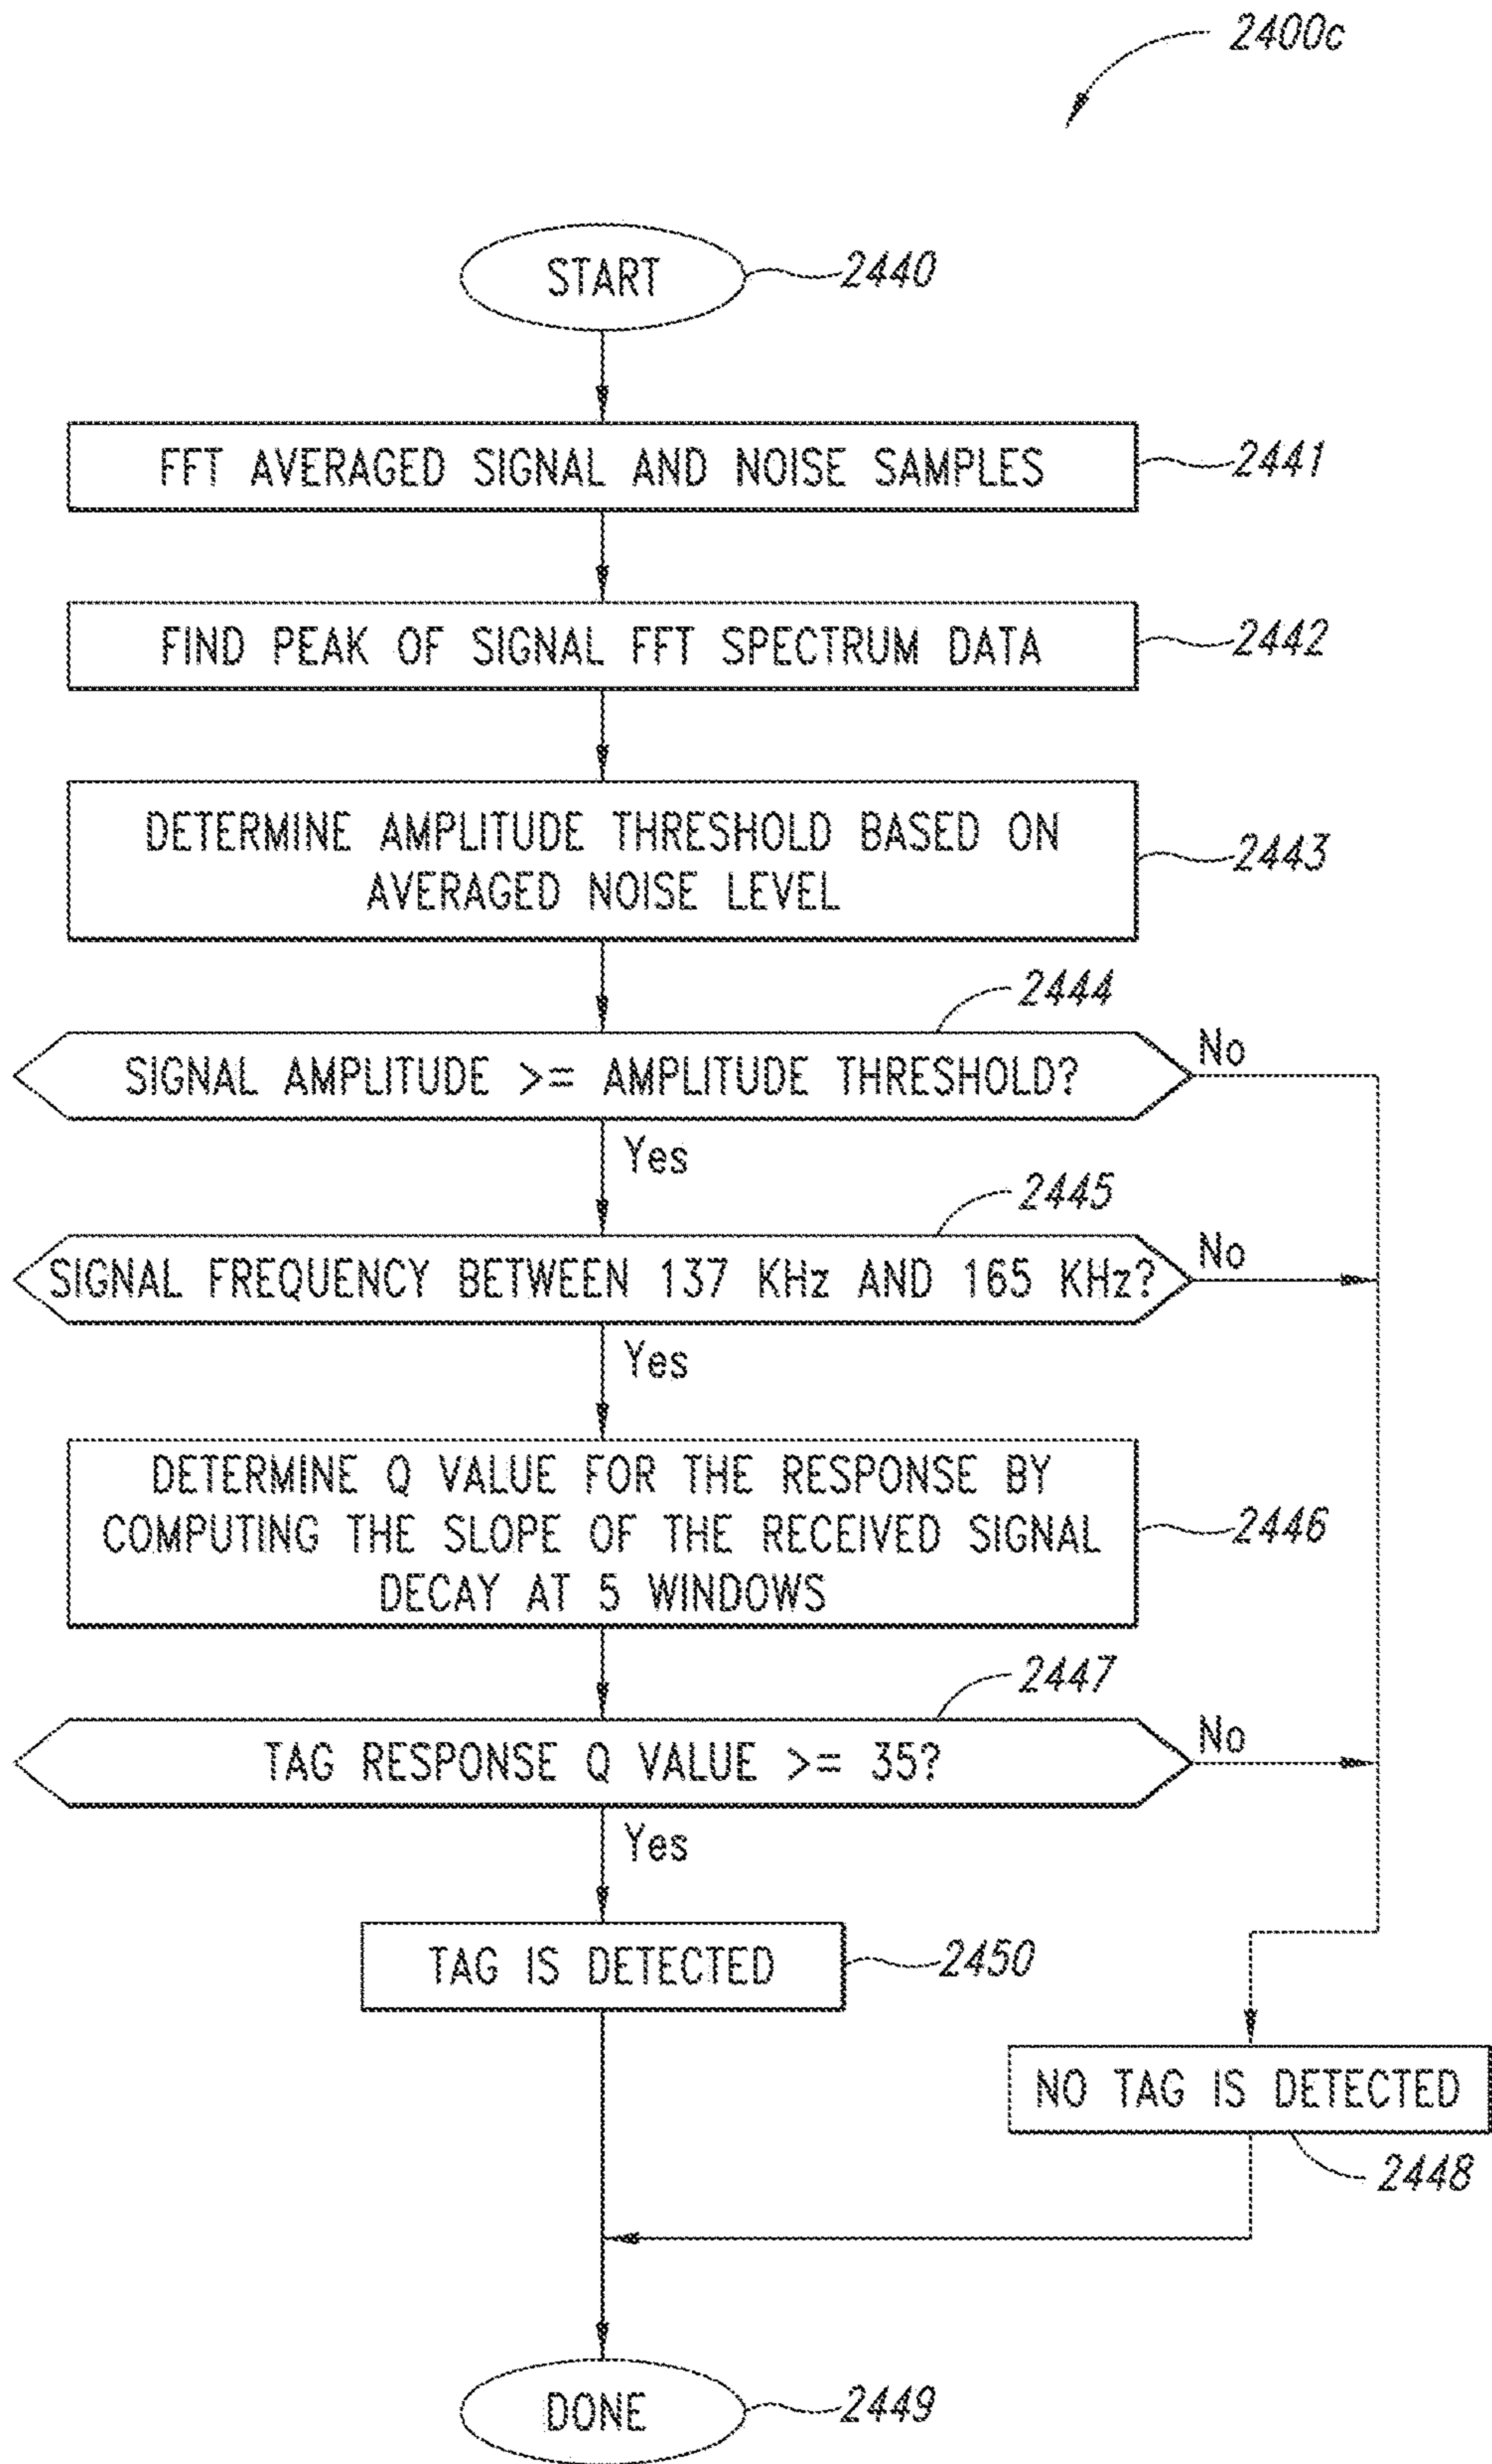 2400c
START
2440
FFT AVERAGED SIGNAL AND NOISE SAMPLES
2441
FIND PEAK OF SIGNAL FFT SPECTRUM DATA
2442
DETERMINE AMPLITUDE THRESHOLD BASED ON
AVERAGED NOISE LEVEL
2443
2444
SIGNAL AMPLITUDE >= AMPLITUDE THRESHOLD?
No
Yes
2445
SIGNAL FREQUENCY BETWEEN 137 KHz AND 165 KHz?
No
Yes
DETERMINE Q VALUE FOR THE RESPONSE BY
COMPUTING THE SLOPE OF THE RECEIVED SIGNAL
DECAY AT 5 WINDOWS
2446
2447
TAG RESPONSE Q VALUE >= 35?
No
Yes
TAG IS DETECTED
2450
NO TAG IS DETECTED
2448
DONE
2449